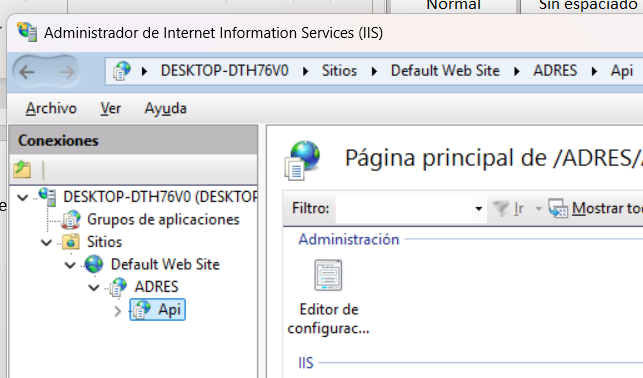 Normal
Sin espaciado
Administrador de Internet Information Services (IIS)
DESKTOP-DTH76V0
Sitios
Default Web Site
ADRES
Api
Archivo Ver Ayuda
Conexiones
Página principal de /ADRES/
DESKTOP-DTH76V0 (DESKTOP
Grupos de aplicaciones
Sitios
Default Web Site
ADRES
Api
Filtro:
Ir
Mostrar to
Administración
Editor de
configurac...
IIS